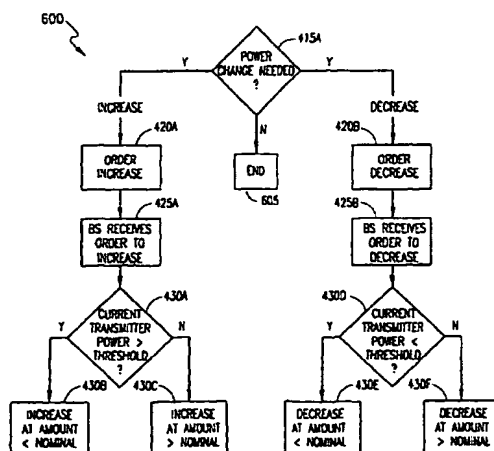 600
415A
POWER
CHANGE NEEDED
?
Y
Y
INCREASE
N
DECREASE
420A
ORDER
INCREASE
END
605
420B
ORDER
DECREASE
425A
BS RECEIVES
ORDER TO
INCREASE
425B
BS RECEIVES
ORDER TO
DECREASE
430A
CURRENT
TRANSMITTER
POWER >
THRESHOLD
?
Y
N
430D
CURRENT
TRANSMITTER
POWER <
THRESHOLD
?
Y
N
430B
INCREASE
AT AMOUNT
< NOMINAL
430C
INCREASE
AT AMOUNT
> NOMINAL
430E
DECREASE
AT AMOUNT
< NOMINAL
430F
DECREASE
AT AMOUNT
> NOMINAL